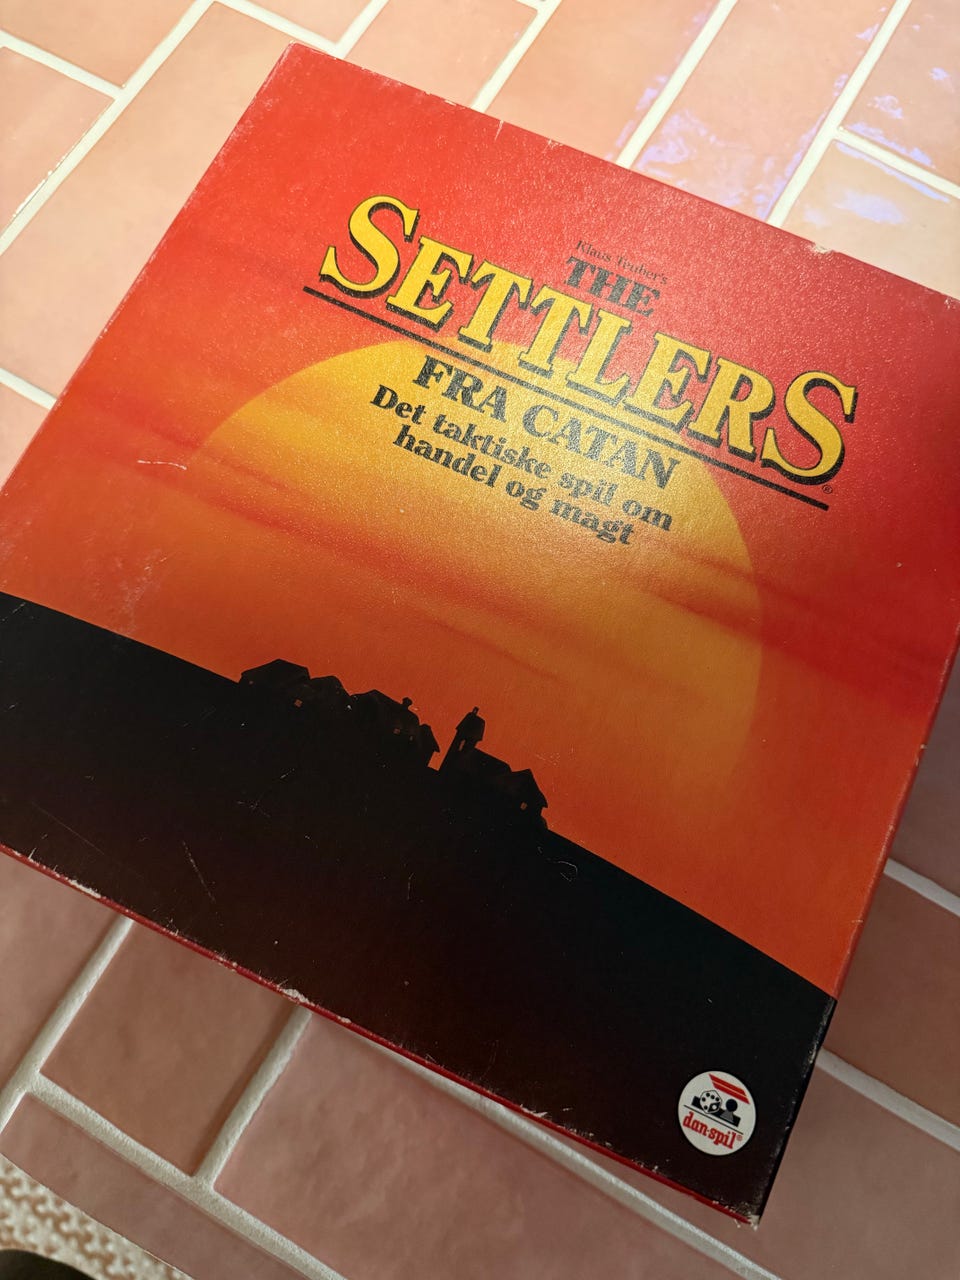 Klaus Teuber's
THE
SETTLERS®
FRA CATAN
Det taktiske spil om
handel og magt
dan-spil®